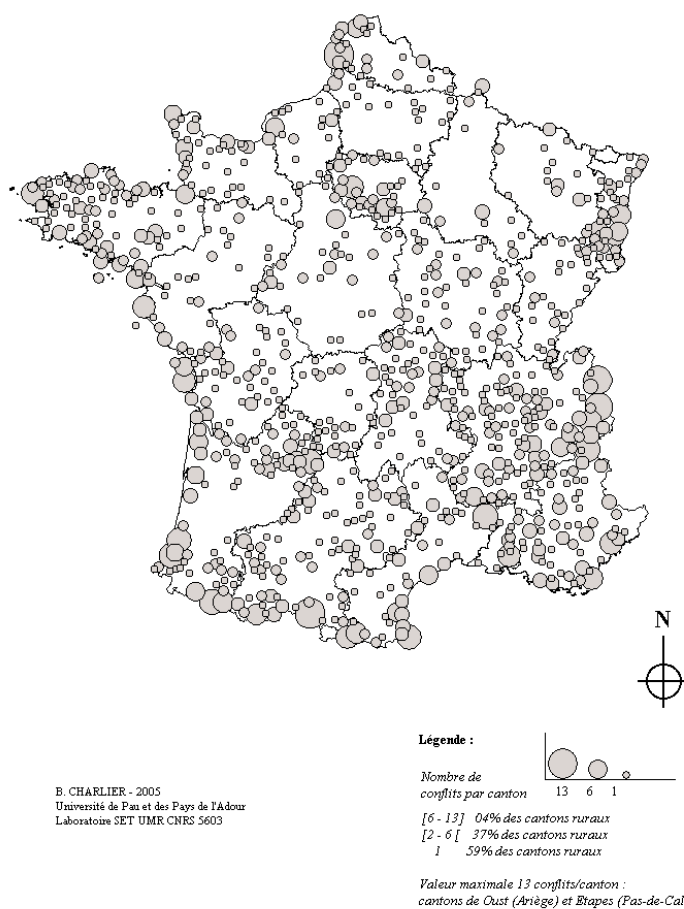 N
Légende :
Nombre de
conflits par canton
13 6 1
[6 - 13] 04% des cantons ruraux
[2 - 6 [ 37% des cantons ruraux
1 59% des cantons ruraux
Valeur maximale 13 conflits/canton :
cantons de Oust (Ariège) et Etapes (Pas-de-Cal
B. CHARLIER - 2005
Université de Pau et des Pays de l'Adour
Laboratoire SET UMR CNRS 5603